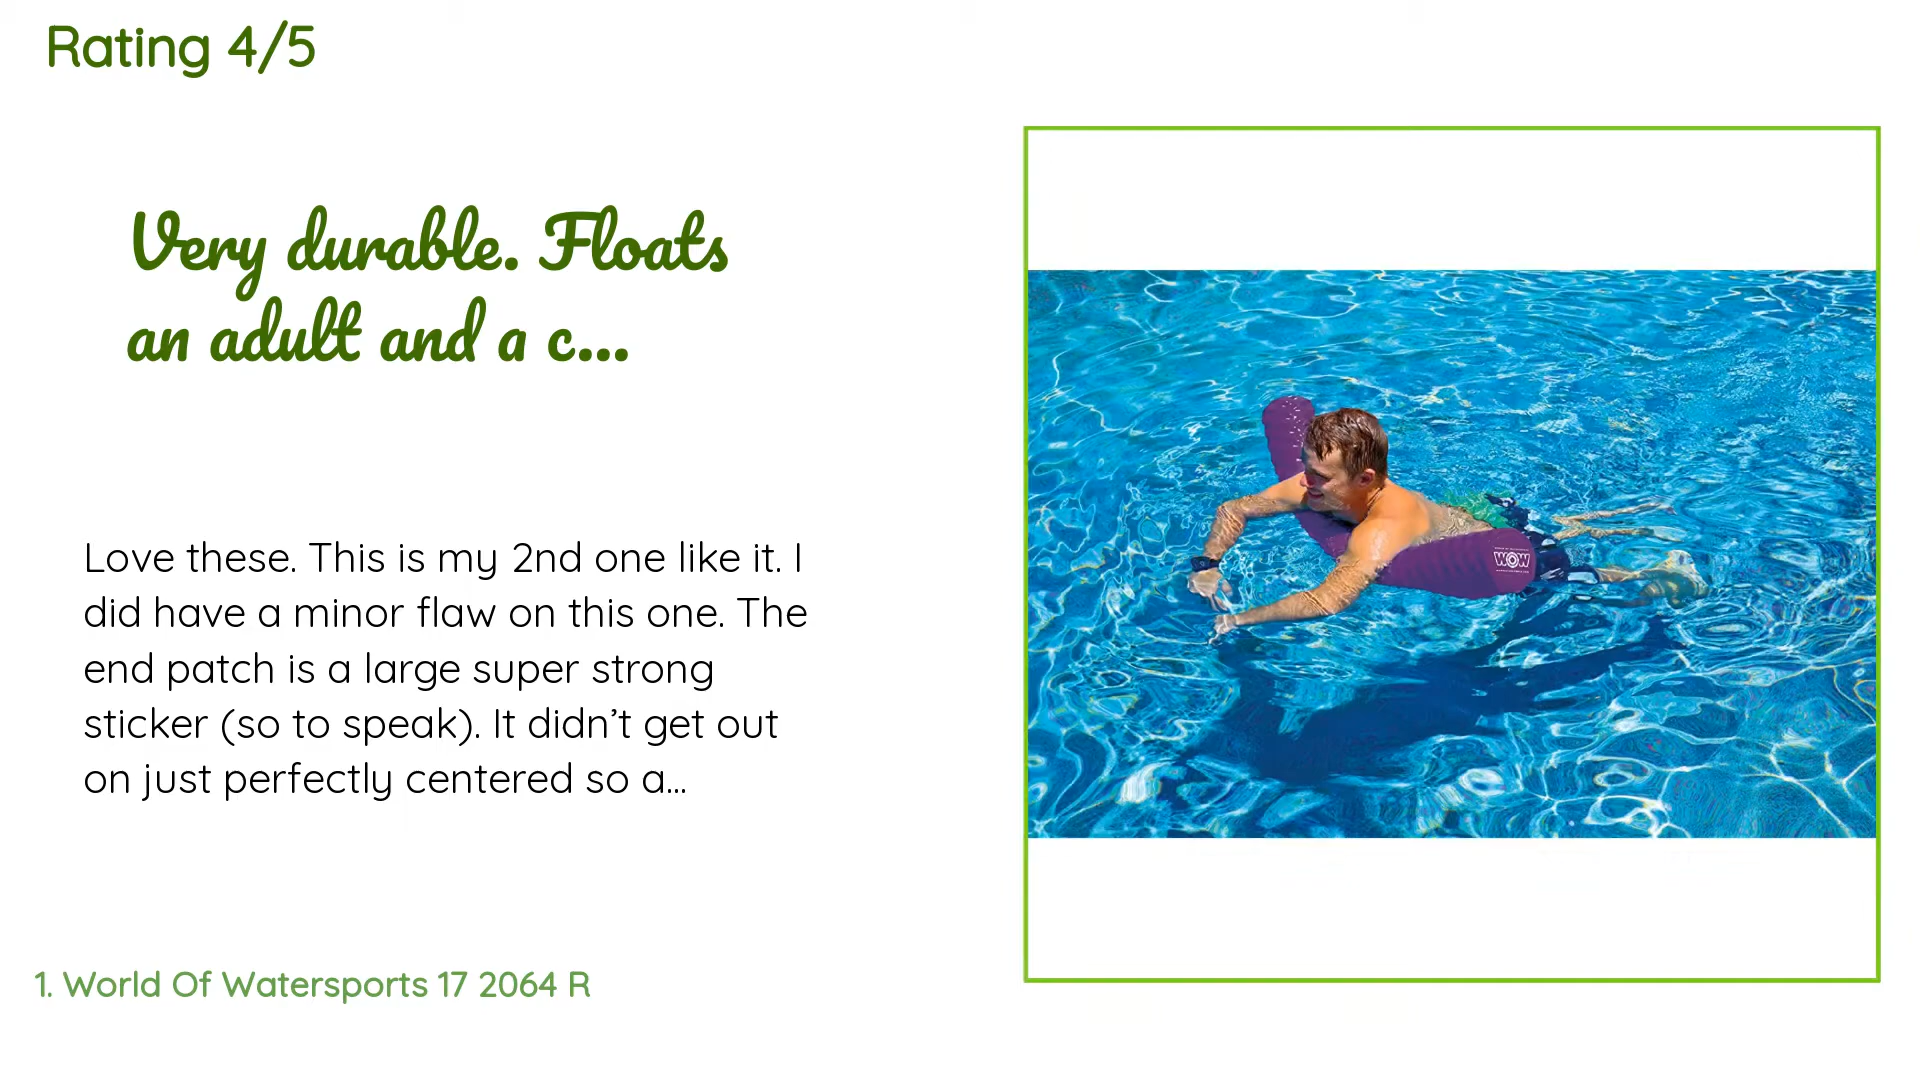 Rating 4/5
Very durable. Floats
an adult and a c...
Love these. This is my 2nd one like it. I
did have a minor flaw on this one. The
end patch is a large super strong
sticker (so to speak). It didn’t get out
on just perfectly centered so a...
WOW
1. World Of Watersports 17 2064 R